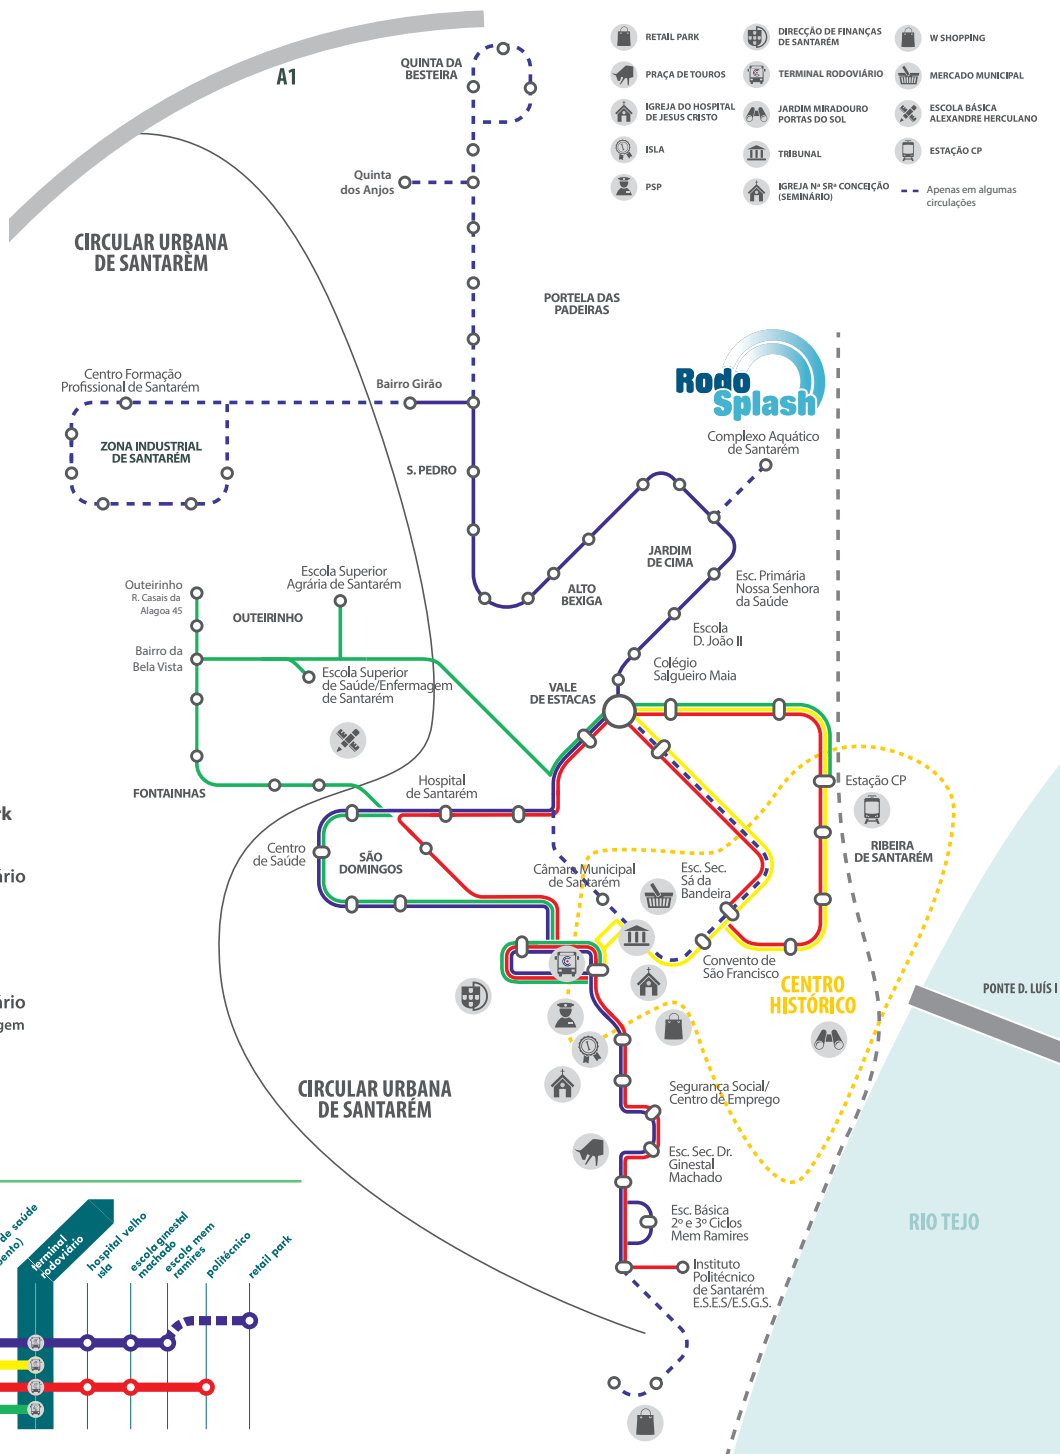 A1
QUINTA DA
BESTEIRA
Quinta
dos Anjos
CIRCULAR URBANA
DE SANTARÈM
PORTELA DAS
PADEIRAS
RETAIL PARK
PRAÇA DE TOUROS
IGREJA DO HOSPITAL
DE JESUS CRISTO
ISLA
PSP
DIRECÇÃO DE FINANÇAS
DE SANTARÉM
TERMINAL RODOVIÁRIO
JARDIM MIRADOURO
PORTAS DO SOL
TRIBUNAL
IGREJA Nª SRª CONCEIÇÃO
(SEMINÁRIO)
W SHOPPING
MERCADO MUNICIPAL
ESCOLA BÁSICA
ALEXANDRE HERCULANO
ESTAÇÃO CP
Apenas em algumas
circulações
Centro Formação
Profissional de Santarém
Bairro Girão
ZONA INDUSTRIAL
DE SANTARÉM
S. PEDRO
Rodo
Splash
Complexo Aquático
de Santarém
JARDIM
DE CIMA
ALTO
BEXIGA
Esc. Primária
Nossa Senhora
da Saúde
Escola
D. João II
Colégio
Salgueiro Maia
Outeirinho
R. Casais da
Alagoa 45
OUTEIRINHO
Escola Superior
Agrária de Santarém
Bairro da
Bela Vista
Escola Superior
de Saúde/Enfermagem
de Santarém
VALE
DE ESTACAS
FONTAINHAS
Hospital
de Santarém
Estação CP
RIBEIRA
DE SANTARÉM
rk
Centro
de Saúde
SÃO
DOMINGOS
Câmara Municipal
de Santarém
Esc. Sec.
Sá da
Bandeira
ário
Convento de
São Francisco
CENTRO
HISTÓRICO
PONTE D. LUÍS I
ário
gem
CIRCULAR URBANA
DE SANTARÉM
Segurança Social/
Centro de Emprego
Esc. Sec. Dr.
Ginestal
Machado
Esc. Básica
2º e 3º Ciclos
Mem Ramires
RIO TEJO
Instituto
Politécnico
de Santarém
E.S.E.S/E.S.G.S.
de saúde
bento)
terminal
rodoviário
hospital velho
isla
escola ginestal
machado
escola mem
ramires
politécnico
retail park